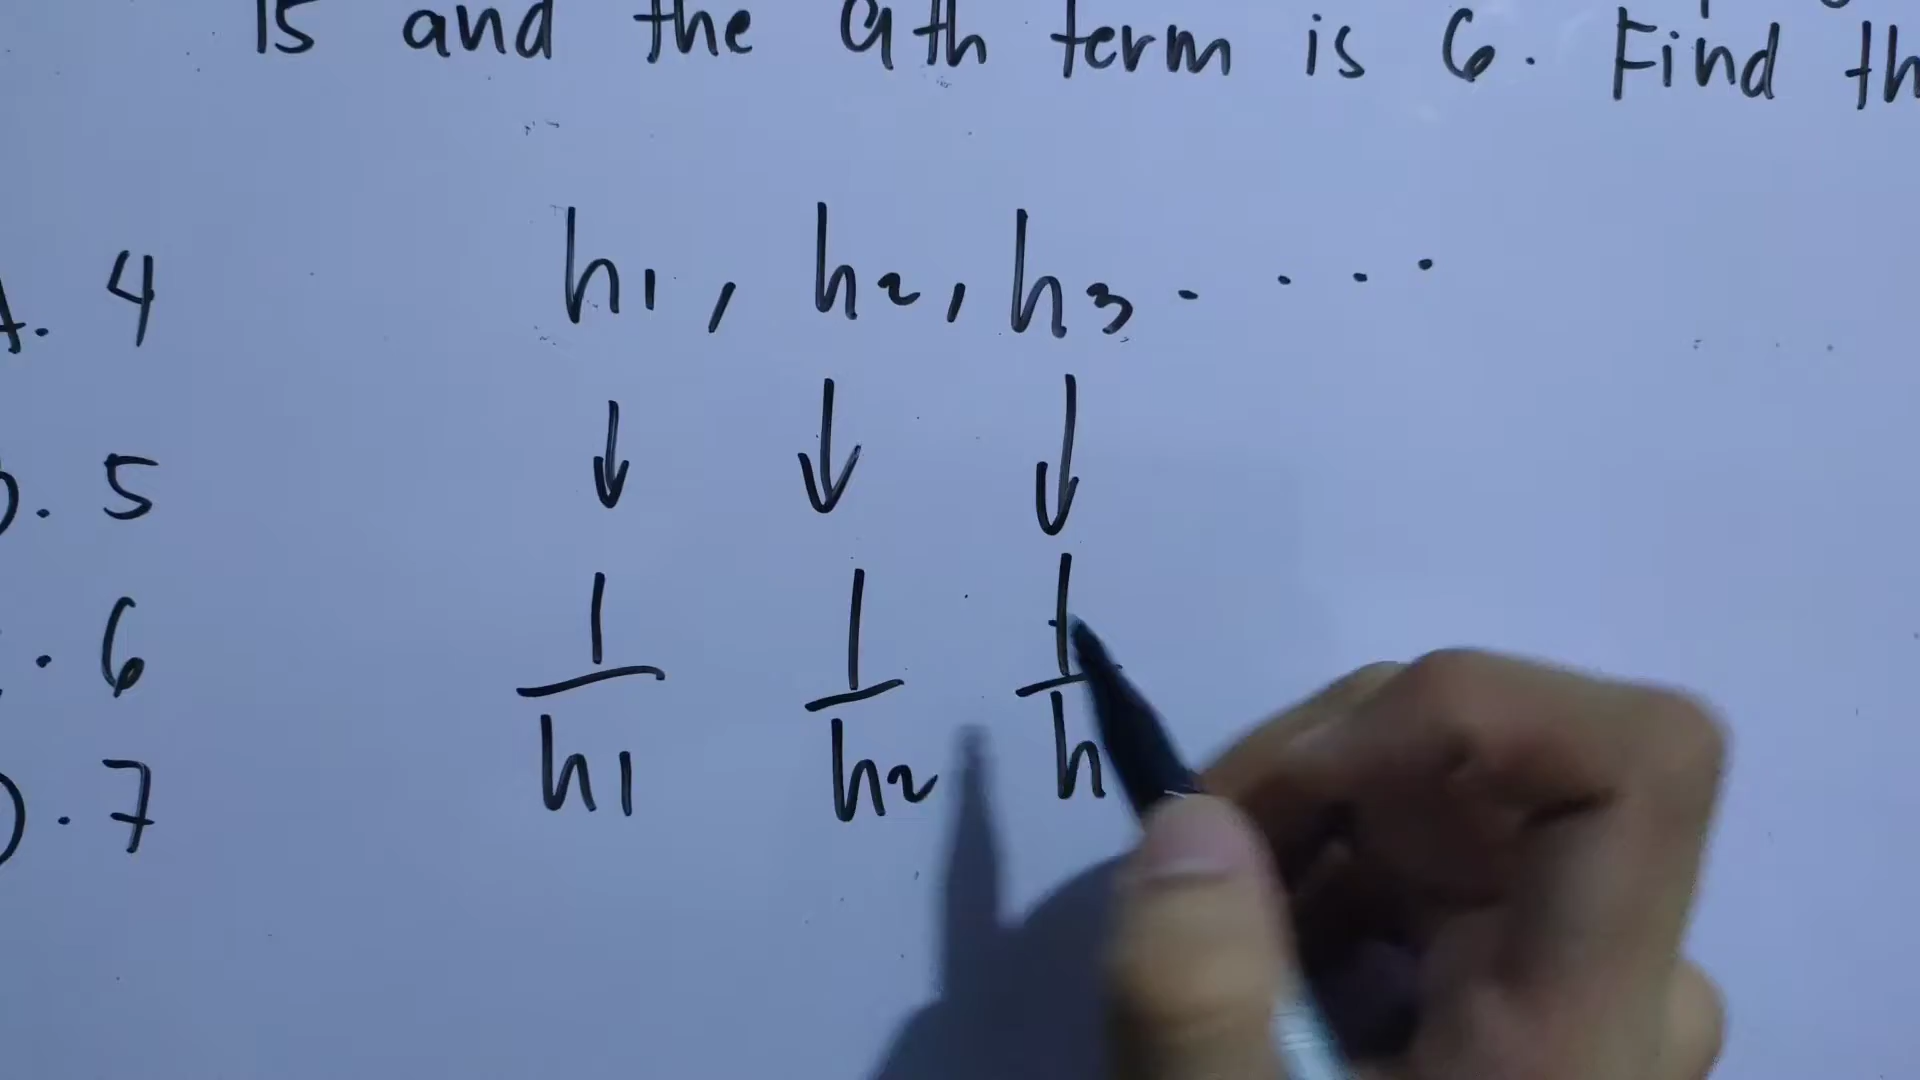 15 and the 9th term is 6. Find th
A. 4
h1, h2, h3.....
5
1/h1 1/h2 1/h
. 6
D. 7